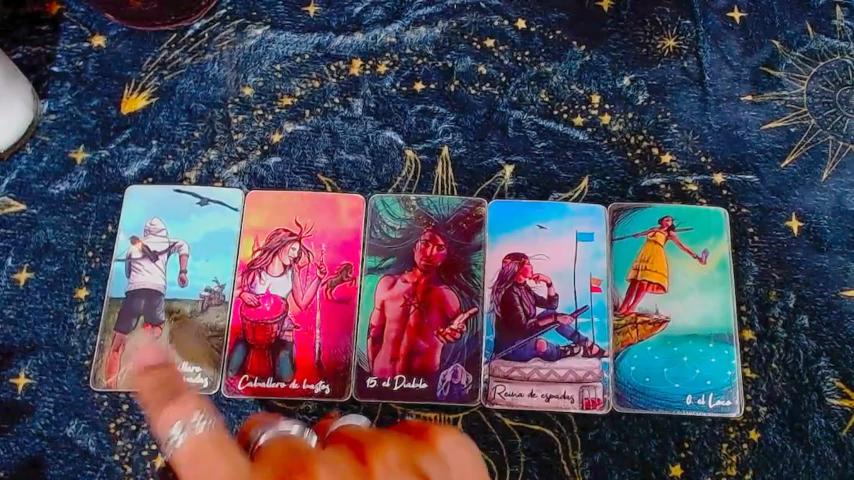 Caballero de bastos
15. el Diablo
Reina de espadas
0. el Loco